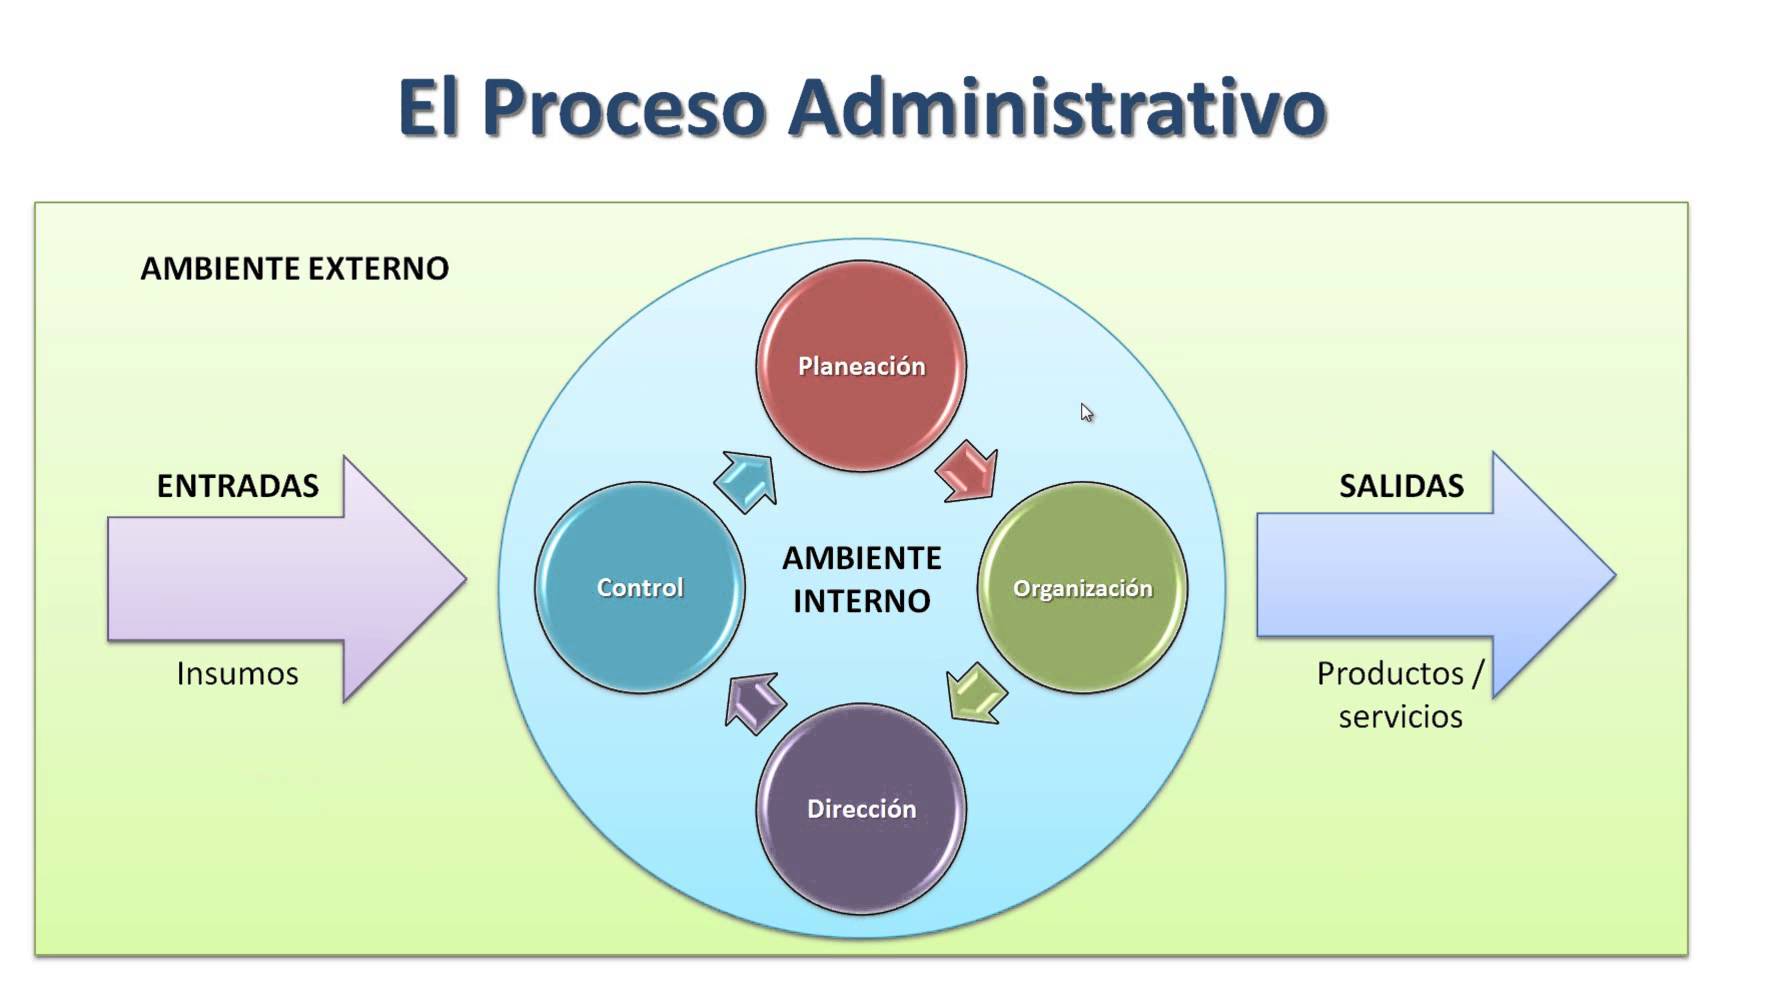 El Proceso Administrativo
AMBIENTE EXTERNO
Planeación
ENTRADAS
SALIDAS
AMBIENTE
INTERNO
Control
Organización
Insumos
Productos /
servicios
Dirección